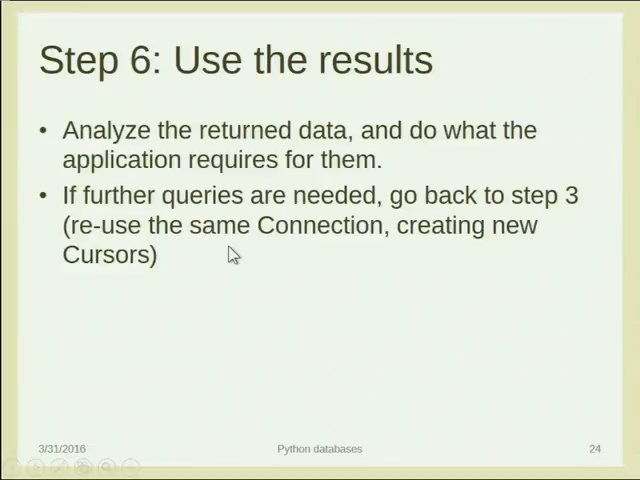 Step 6: Use the results
• Analyze the returned data, and do what the
application requires for them.
• If further queries are needed, go back to step 3
(re-use the same Connection, creating new
Cursors)
3/31/2016
Python databases
24